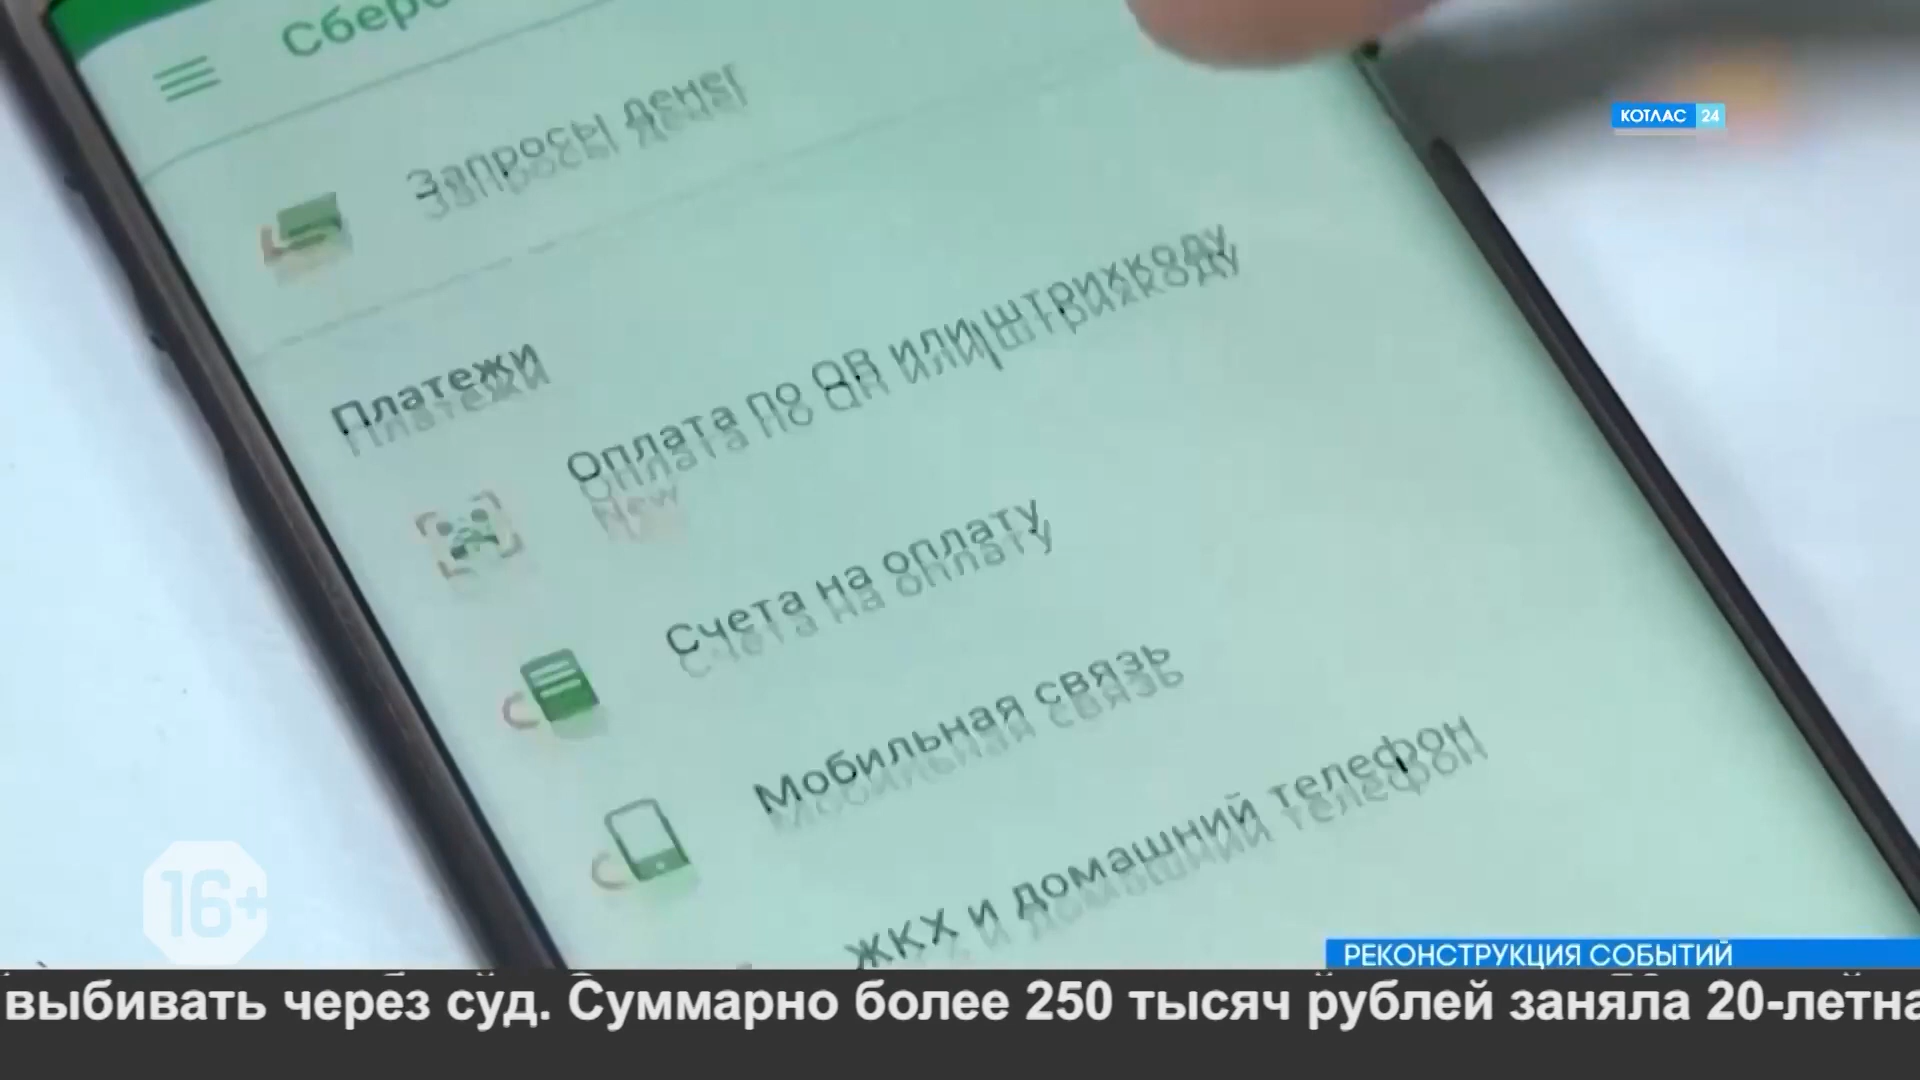 Сбер
КОТЛАС 24
Запросы денег
Платежи
Оплата по QR или штрихкоду
New
Счета на оплату
Мобильная связь
ЖКХ и домашний телефон
16+
РЕКОНСТРУКЦИЯ СОБЫТИЙ
выбивать через суд. Суммарно более 250 тысяч рублей заняла 20-летна